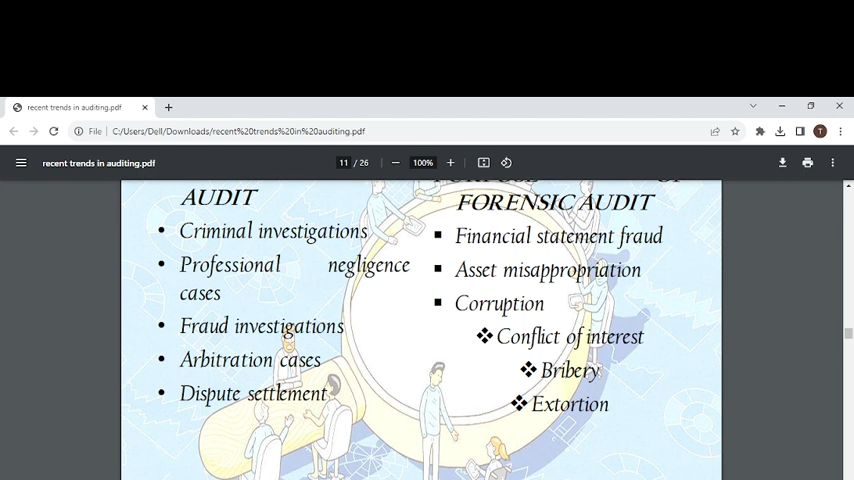 recent trends in auditing.pdf
File
C:/Users/Dell/Downloads/recent%20trends%20in%20auditing.pdf
T
recent trends in auditing.pdf
11 / 26
100%
AUDIT
• Criminal investigations
• Professional negligence
cases
• Fraud investigations
• Arbitration cases
• Dispute settlement
FORENSIC AUDIT
▪ Financial statement fraud
▪ Asset misappropriation
▪ Corruption
❖ Conflict of interest
❖ Bribery
❖ Extortion